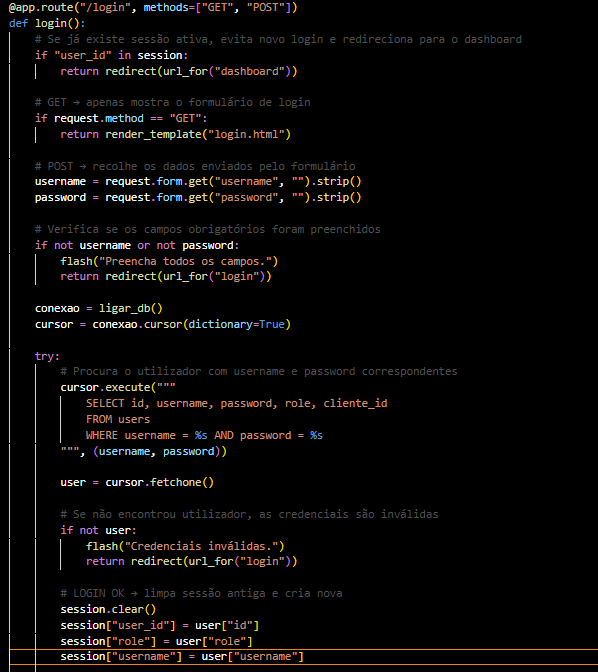 @app.route("/login", methods=["GET", "POST"])
def login():
# Se já existe sessão ativa, evita novo login e redireciona para o dashboard
if "user_id" in session:
return redirect(url_for("dashboard"))
# GET → apenas mostra o formulário de login
if request.method == "GET":
return render_template("login.html")
# POST → recolhe os dados enviados pelo formulário
username = request.form.get("username", "").strip()
password = request.form.get("password", "").strip()
# Verifica se os campos obrigatórios foram preenchidos
if not username or not password:
flash("Preencha todos os campos.")
return redirect(url_for("login"))
conexao = ligar_db()
cursor = conexao.cursor(dictionary=True)
try:
# Procura o utilizador com username e password correspondentes
cursor.execute("""
SELECT id, username, password, role, cliente_id
FROM users
WHERE username = %s AND password = %s
""", (username, password))
user = cursor.fetchone()
# Se não encontrou utilizador, as credenciais são inválidas
if not user:
flash("Credenciais inválidas.")
return redirect(url_for("login"))
# LOGIN OK → limpa sessão antiga e cria nova
session.clear()
session["user_id"] = user["id"]
session["role"] = user["role"]
session["username"] = user["username"]